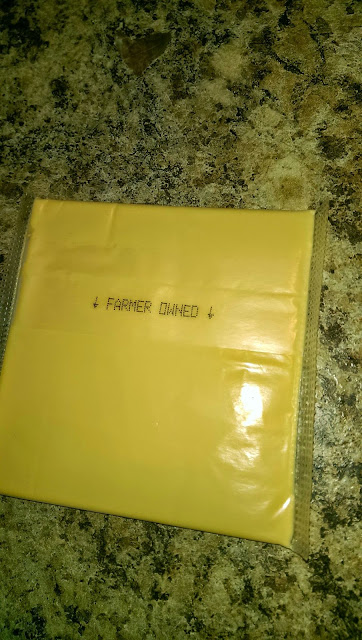 ↓ FARMER OWNED ↓